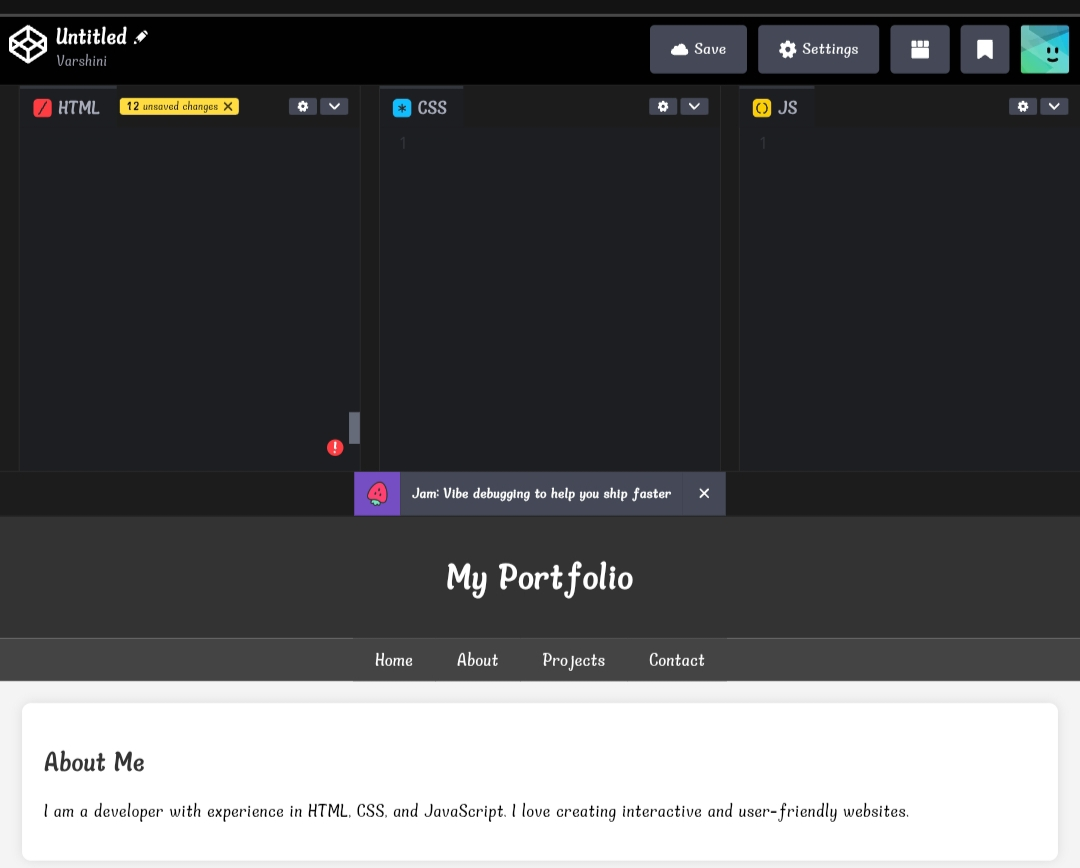 Untitled
Varshini
Save
Settings
HTML
12 unsaved changes
CSS
JS
1
1
Jam: Vibe debugging to help you ship faster
My Portfolio
Home About Projects Contact
About Me
I am a developer with experience in HTML, CSS, and JavaScript. I love creating interactive and user-friendly websites.